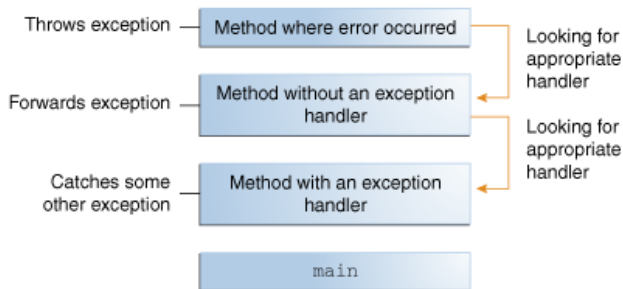 Throws exception
Method where error occurred
Looking for
appropriate
handler
Forwards exception
Method without an exception
handler
Looking for
appropriate
handler
Catches some
other exception
Method with an exception
handler
main